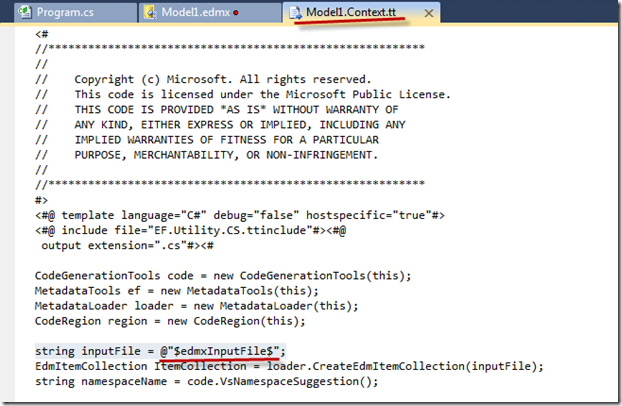 Program.cs Model1.edmx Model1.Context.tt
<#
//********************************************************
//
//    Copyright (c) Microsoft. All rights reserved.
//    This code is licensed under the Microsoft Public License.
//    THIS CODE IS PROVIDED *AS IS* WITHOUT WARRANTY OF
//    ANY KIND, EITHER EXPRESS OR IMPLIED, INCLUDING ANY
//    IMPLIED WARRANTIES OF FITNESS FOR A PARTICULAR
//    PURPOSE, MERCHANTABILITY, OR NON-INFRINGEMENT.
//
//********************************************************
#>
<#@ template language="C#" debug="false" hostspecific="true"#>
<#@ include file="EF.Utility.CS.ttinclude"#><#@
 output extension=".cs"#><#
CodeGenerationTools code = new CodeGenerationTools(this);
MetadataTools ef = new MetadataTools(this);
MetadataLoader loader = new MetadataLoader(this);
CodeRegion region = new CodeRegion(this);
string inputFile = @"$edmxInputFile$";
EdmItemCollection ItemCollection = loader.CreateEdmItemCollection(inputFile);
string namespaceName = code.VsNamespaceSuggestion();